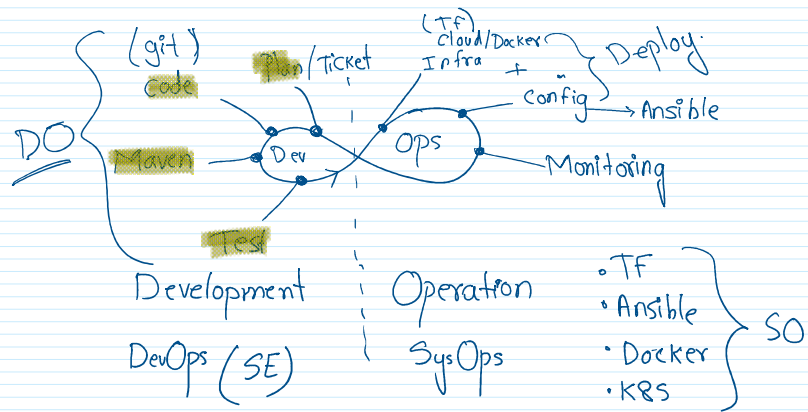 (git)
code
Plan/Ticket
(TF)
Cloud/Docker
Infra
+
Config
Deploy.
Ansible
DO
Maven
Dev
Ops
Monitoring
Test
Development
Operation
DevOps (SE)
SysOps
• TF
• Ansible
• Docker
• K8S
SO